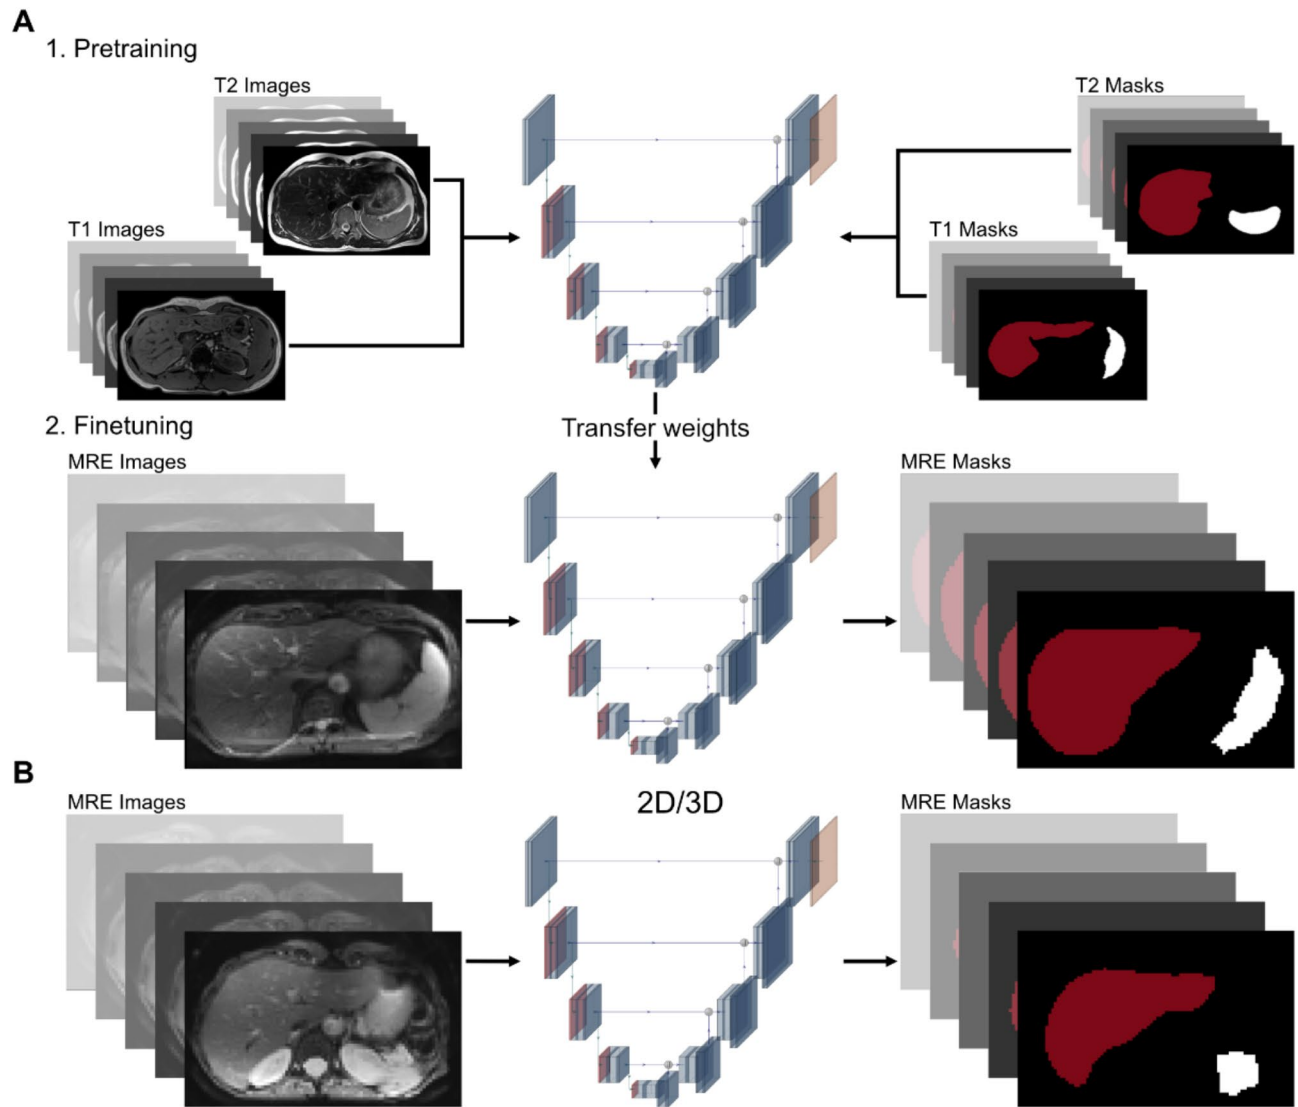 A
1. Pretraining
T2 Images
T2 Masks
T1 Images
T1 Masks
2. Finetuning
Transfer weights
MRE Images
MRE Masks
B
2D/3D
MRE Images
MRE Masks